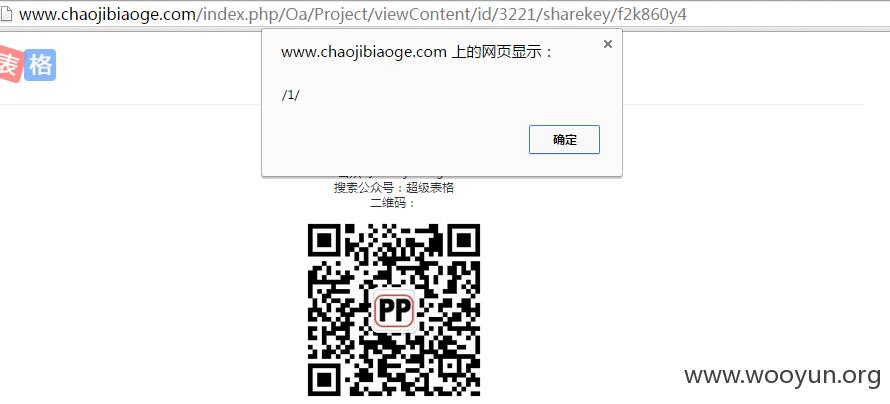 www.chaojibiaoge.com/index.php/Oa/Project/viewContent/id/3221/sharekey/f2k860y4
www.chaojibiaoge.com 上的网页显示：
表格
/1/
确定
搜索公众号：超级表格
二维码：
PP
www.wooyun.org